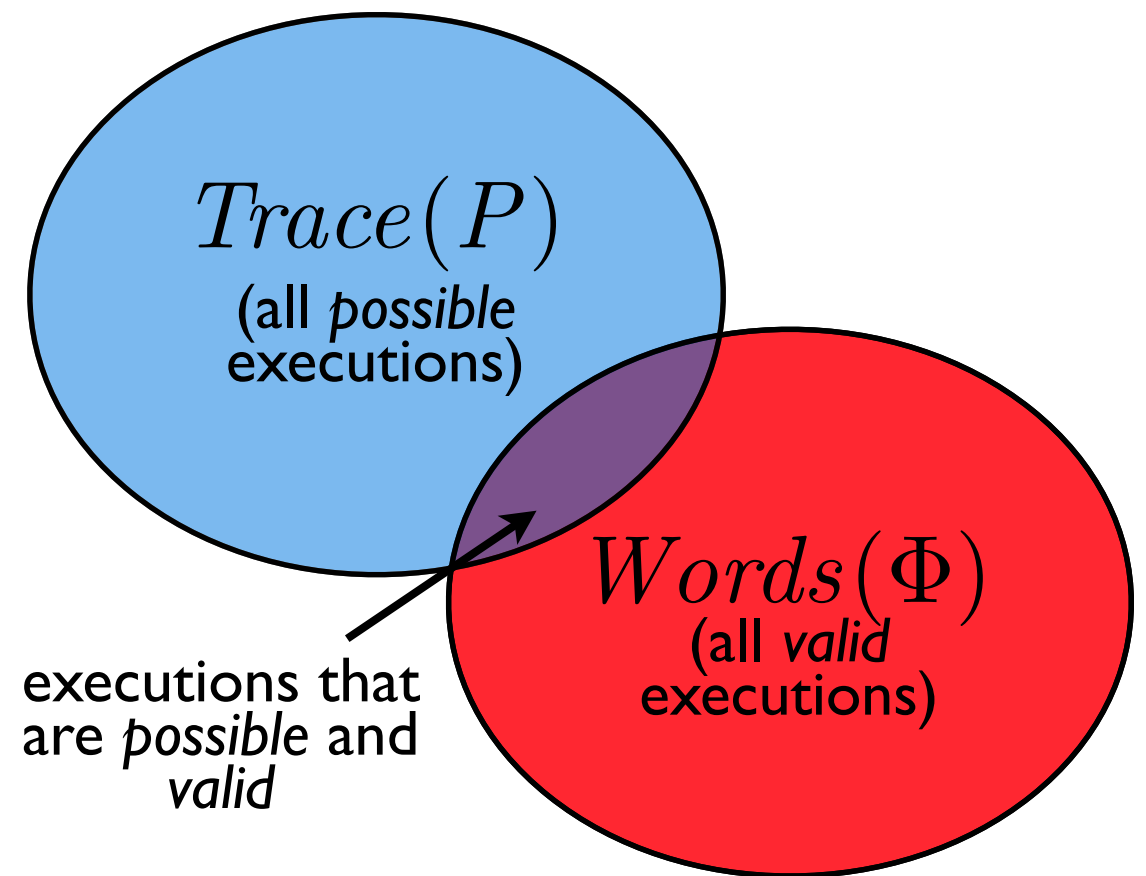 Trace(P)
(all possible
executions)
Words(Φ)
(all valid
executions)
executions that
are possible and
valid